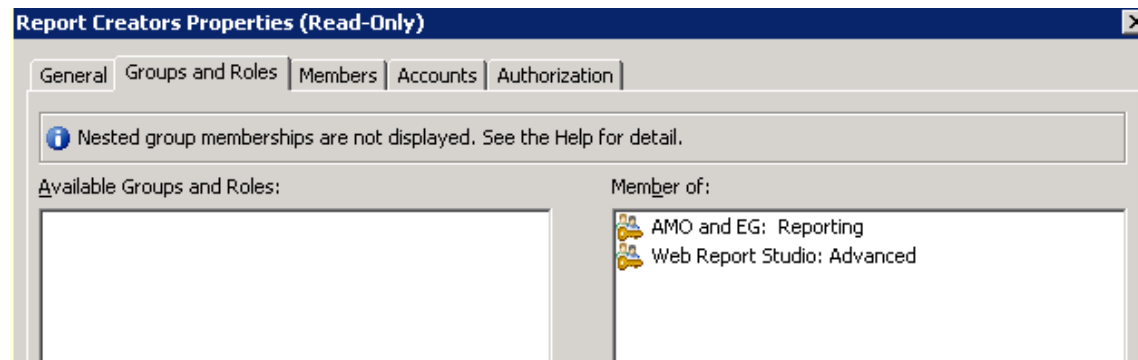 Report Creators Properties (Read-Only)
General Groups and Roles Members Accounts Authorization
Nested group memberships are not displayed. See the Help for detail.
Available Groups and Roles: Member of:
AMO and EG: Reporting
Web Report Studio: Advanced